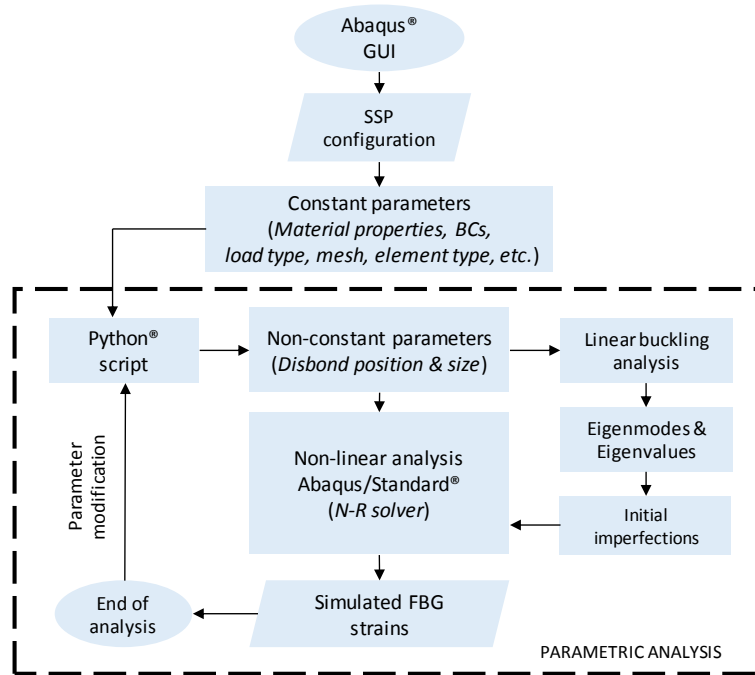 Abaqus®
GUI
SSP
configuration
Constant parameters
(Material properties, BCs,
load type, mesh, element type, etc.)
Python®
script
Non-constant parameters
(Disbond position & size)
Linear buckling
analysis
Eigenmodes &
Eigenvalues
Initial
imperfections
Non-linear analysis
Abaqus/Standard®
(N-R solver)
Parameter
modification
Simulated FBG
strains
End of
analysis
PARAMETRIC ANALYSIS